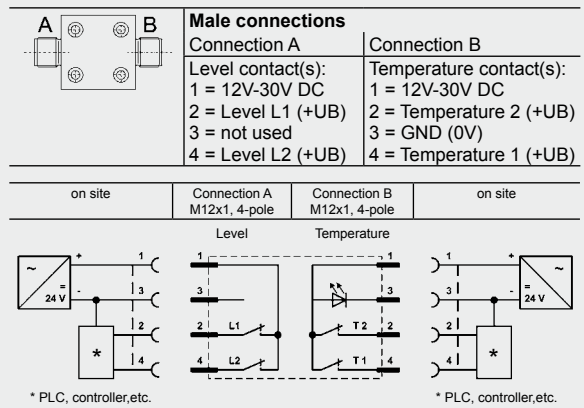 A B
Male connections
Connection A Connection B
Level contact(s): Temperature contact(s):
1 = 12V-30V DC 1 = 12V-30V DC
2 = Level L1 (+UB) 2 = Temperature 2 (+UB)
3 = not used 3 = GND (0V)
4 = Level L2 (+UB) 4 = Temperature 1 (+UB)
on site Connection A Connection B on site
M12x1, 4-pole M12x1, 4-pole
Level Temperature
~ + 1 1 1 1 + ~
= - 3 3 3 3 - =
24 V 24 V
2 2 L1 T 2 2 2
* *
4 4 L2 T 1 4 4
* PLC, controller,etc. * PLC, controller,etc.